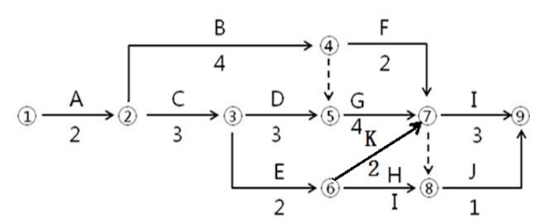 B
④
F
4
2
①
A
②
C
③
D
⑤
G
⑦
I
⑨
2
3
3
4
K
3
E
⑥
2
H
⑧
J
2
I
1